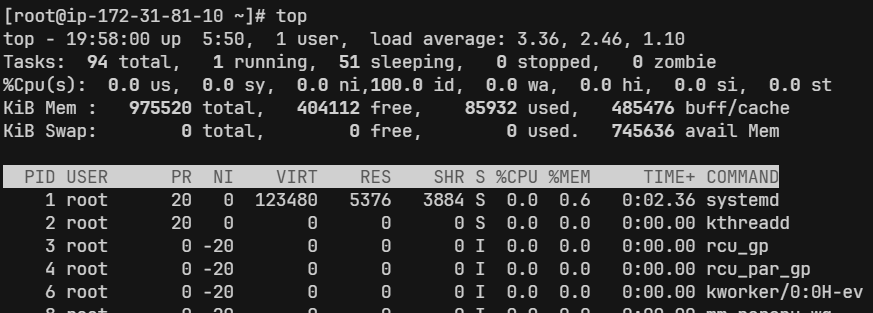 [root@ip-172-31-81-10 ~]# top
top - 19:58:00 up  5:50,  1 user,  load average: 3.36, 2.46, 1.10
Tasks:  94 total,   1 running,  51 sleeping,   0 stopped,   0 zombie
%Cpu(s):  0.0 us,  0.0 sy,  0.0 ni,100.0 id,  0.0 wa,  0.0 hi,  0.0 si,  0.0 st
KiB Mem :   975520 total,   404112 free,    85932 used,   485476 buff/cache
KiB Swap:        0 total,        0 free,        0 used.   745636 avail Mem
  PID USER      PR  NI    VIRT    RES    SHR S %CPU %MEM     TIME+ COMMAND
    1 root      20   0  123480   5376   3884 S  0.0  0.6   0:02.36 systemd
    2 root      20   0       0      0      0 S  0.0  0.0   0:00.00 kthreadd
    3 root       0 -20       0      0      0 I  0.0  0.0   0:00.00 rcu_gp
    4 root       0 -20       0      0      0 I  0.0  0.0   0:00.00 rcu_par_gp
    6 root       0 -20       0      0      0 I  0.0  0.0   0:00.00 kworker/0:0H-ev